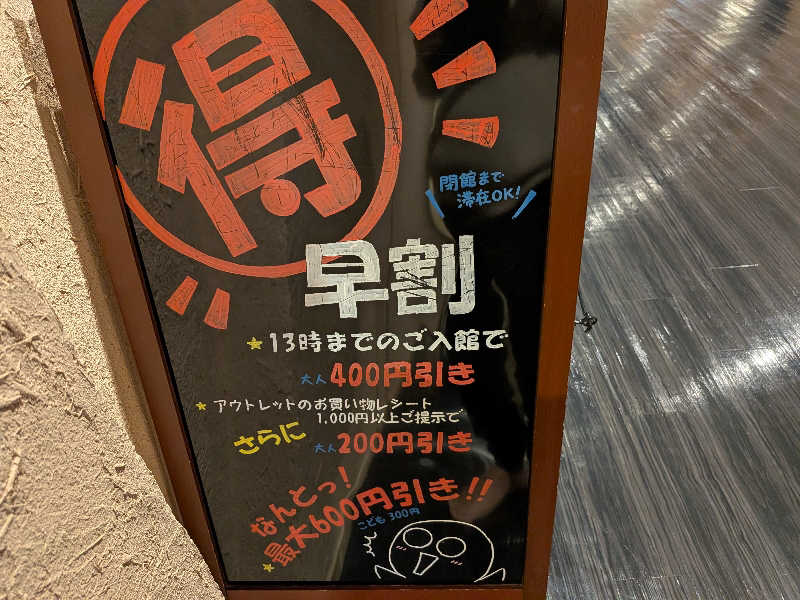 得
閉館まで
滞在OK!
早割
★13時までのご入館で
大人400円引き
★アウトレットのお買い物レシート
1,000円以上ご提示で
さらに 大人200円引き
なんとっ!
★最大600円引き!!
こども 300円